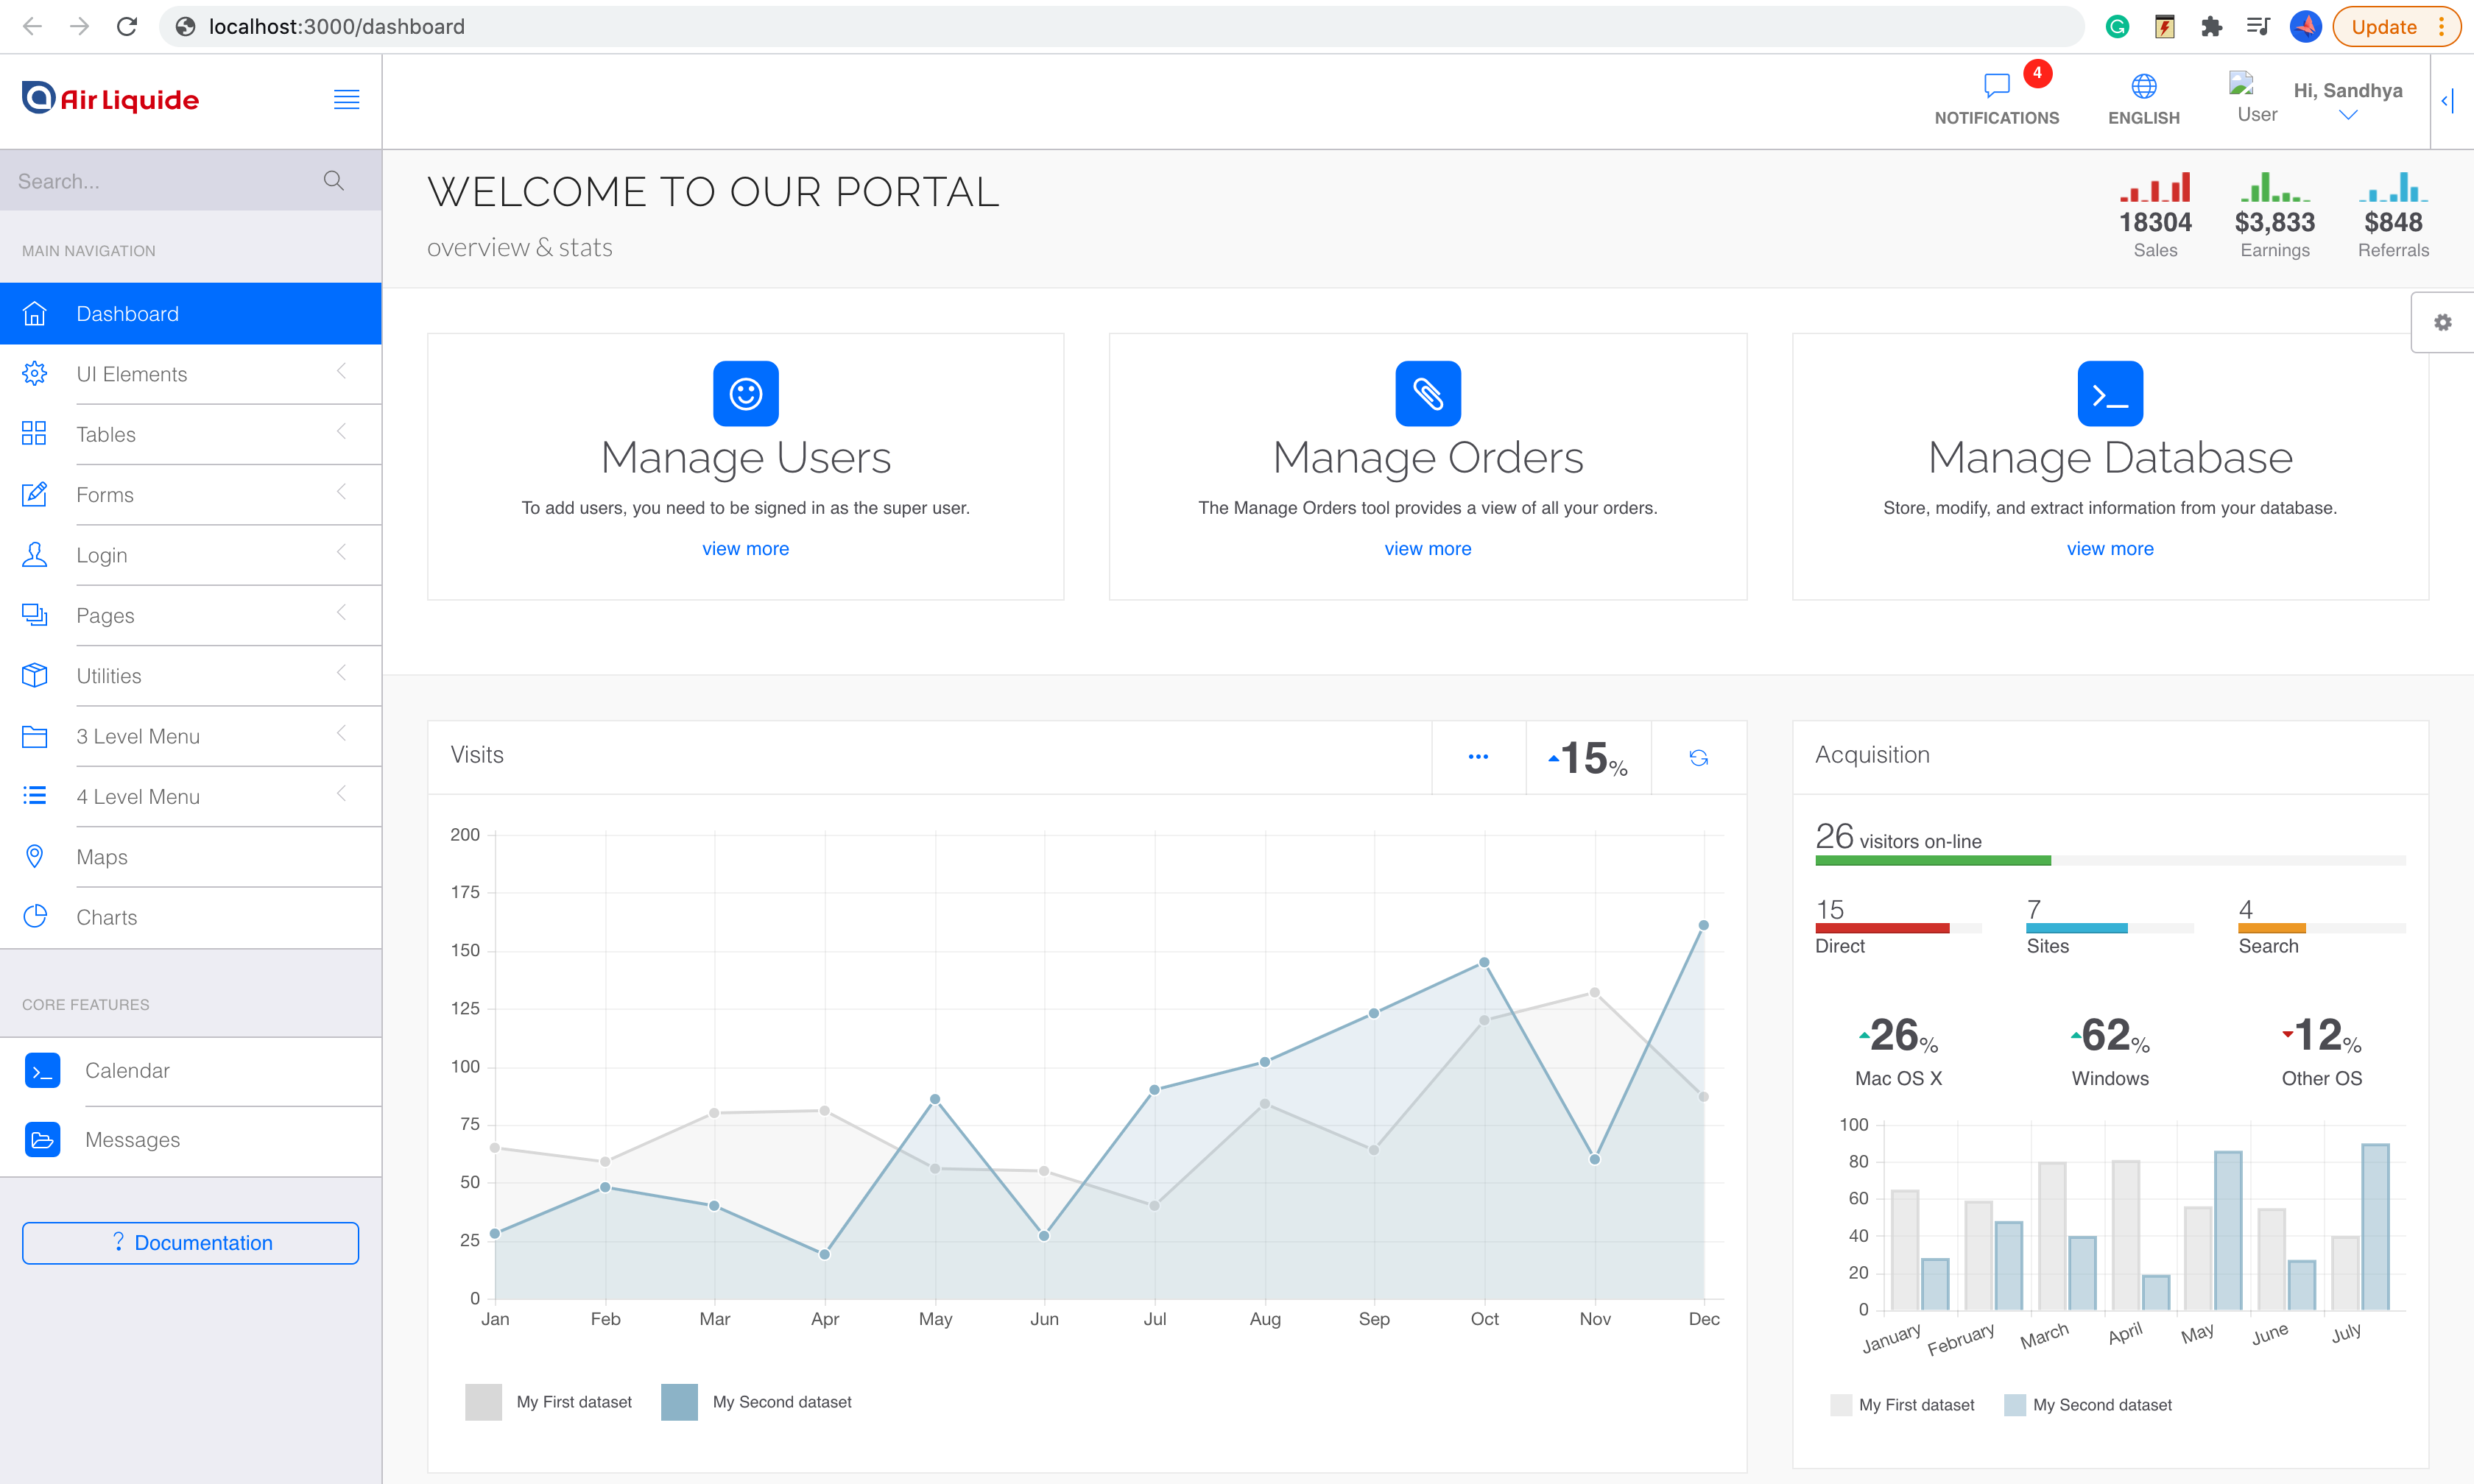 localhost:3000/dashboard
Update
Air Liquide
4
NOTIFICATIONS
ENGLISH
User
Hi, Sandhya
Search...
MAIN NAVIGATION
Dashboard
UI Elements
Tables
Forms
Login
Pages
Utilities
3 Level Menu
4 Level Menu
Maps
Charts
CORE FEATURES
Calendar
Messages
? Documentation
WELCOME TO OUR PORTAL
overview & stats
18304
Sales
$3,833
Earnings
$848
Referrals
Manage Users
To add users, you need to be signed in as the super user.
view more
Manage Orders
The Manage Orders tool provides a view of all your orders.
view more
Manage Database
Store, modify, and extract information from your database.
view more
Visits
15%
200
175
150
125
100
75
50
25
0
Jan Feb Mar Apr May Jun Jul Aug Sep Oct Nov Dec
My First dataset My Second dataset
Acquisition
26 visitors on-line
15
Direct
7
Sites
4
Search
26%
Mac OS X
62%
Windows
12%
Other OS
100
80
60
40
20
0
January February March April May June July
My First dataset My Second dataset